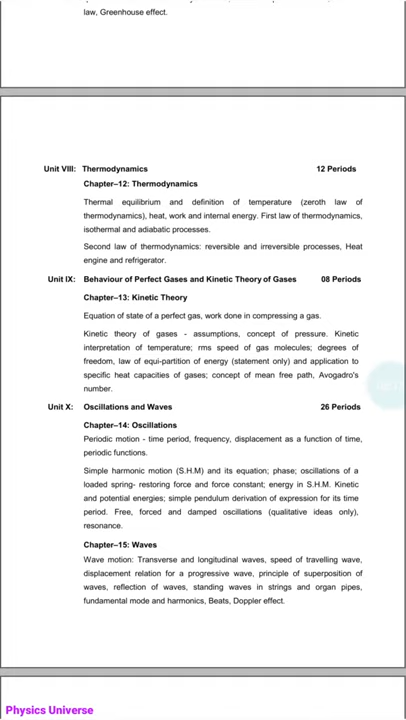 law, Greenhouse effect.
Unit VIII: Thermodynamics 12 Periods
Chapter–12: Thermodynamics
Thermal equilibrium and definition of temperature (zeroth law of
thermodynamics), heat, work and internal energy. First law of thermodynamics,
isothermal and adiabatic processes.
Second law of thermodynamics: reversible and irreversible processes, Heat
engine and refrigerator.
Unit IX: Behaviour of Perfect Gases and Kinetic Theory of Gases 08 Periods
Chapter–13: Kinetic Theory
Equation of state of a perfect gas, work done in compressing a gas.
Kinetic theory of gases - assumptions, concept of pressure. Kinetic
interpretation of temperature; rms speed of gas molecules; degrees of
freedom, law of equi-partition of energy (statement only) and application to
specific heat capacities of gases; concept of mean free path, Avogadro's
number.
Unit X: Oscillations and Waves 26 Periods
Chapter–14: Oscillations
Periodic motion - time period, frequency, displacement as a function of time,
periodic functions.
Simple harmonic motion (S.H.M) and its equation; phase; oscillations of a
loaded spring- restoring force and force constant; energy in S.H.M. Kinetic
and potential energies; simple pendulum derivation of expression for its time
period. Free, forced and damped oscillations (qualitative ideas only),
resonance.
Chapter–15: Waves
Wave motion: Transverse and longitudinal waves, speed of travelling wave,
displacement relation for a progressive wave, principle of superposition of
waves, reflection of waves, standing waves in strings and organ pipes,
fundamental mode and harmonics, Beats, Doppler effect.
Physics Universe